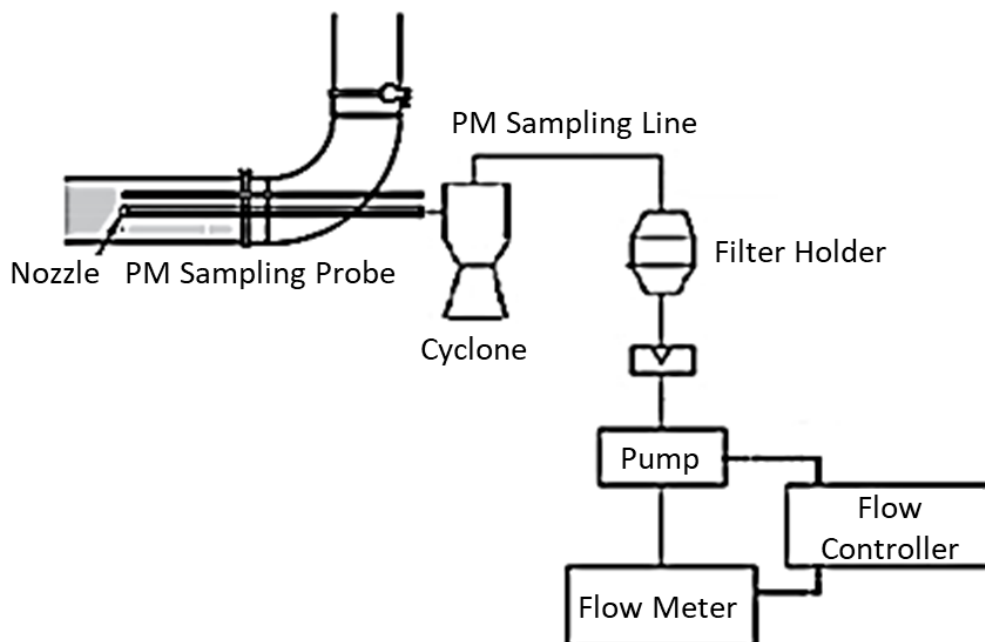 PM Sampling Line
Nozzle
PM Sampling Probe
Filter Holder
Cyclone
Pump
Flow
Controller
Flow Meter